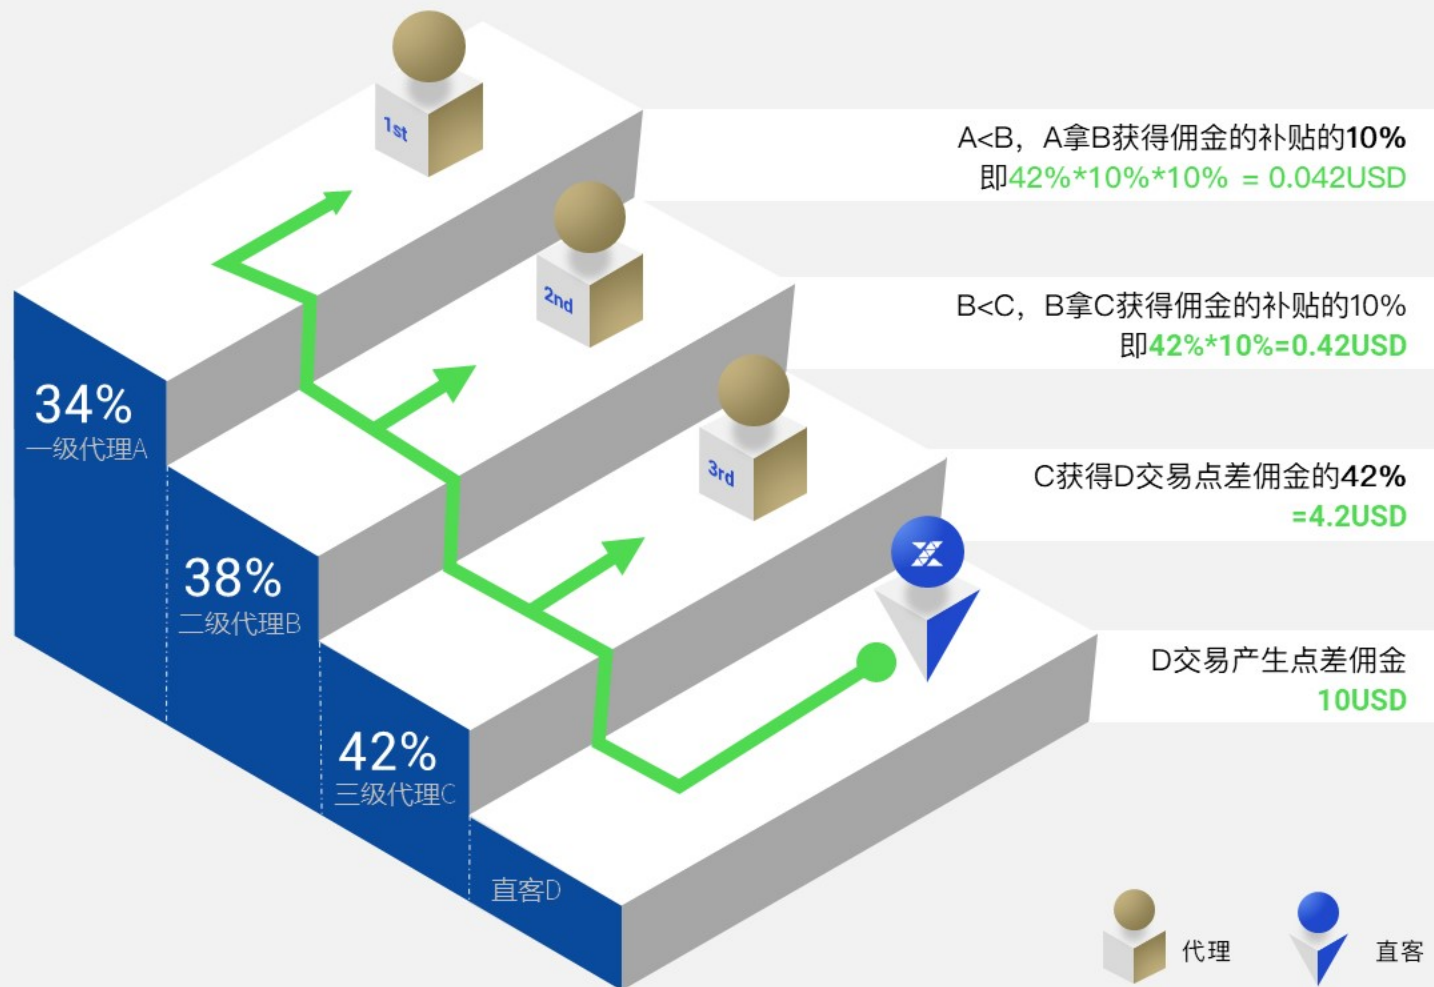 1st
A<B，A拿B获得佣金的补贴的10%
即42%*10%*10% = 0.042USD
2nd
B<C，B拿C获得佣金的补贴的10%
即42%*10%=0.42USD
34%
一级代理A
3rd
C获得D交易点差佣金的42%
=4.2USD
38%
二级代理B
D交易产生点差佣金
10USD
42%
三级代理C
直客D
代理
直客